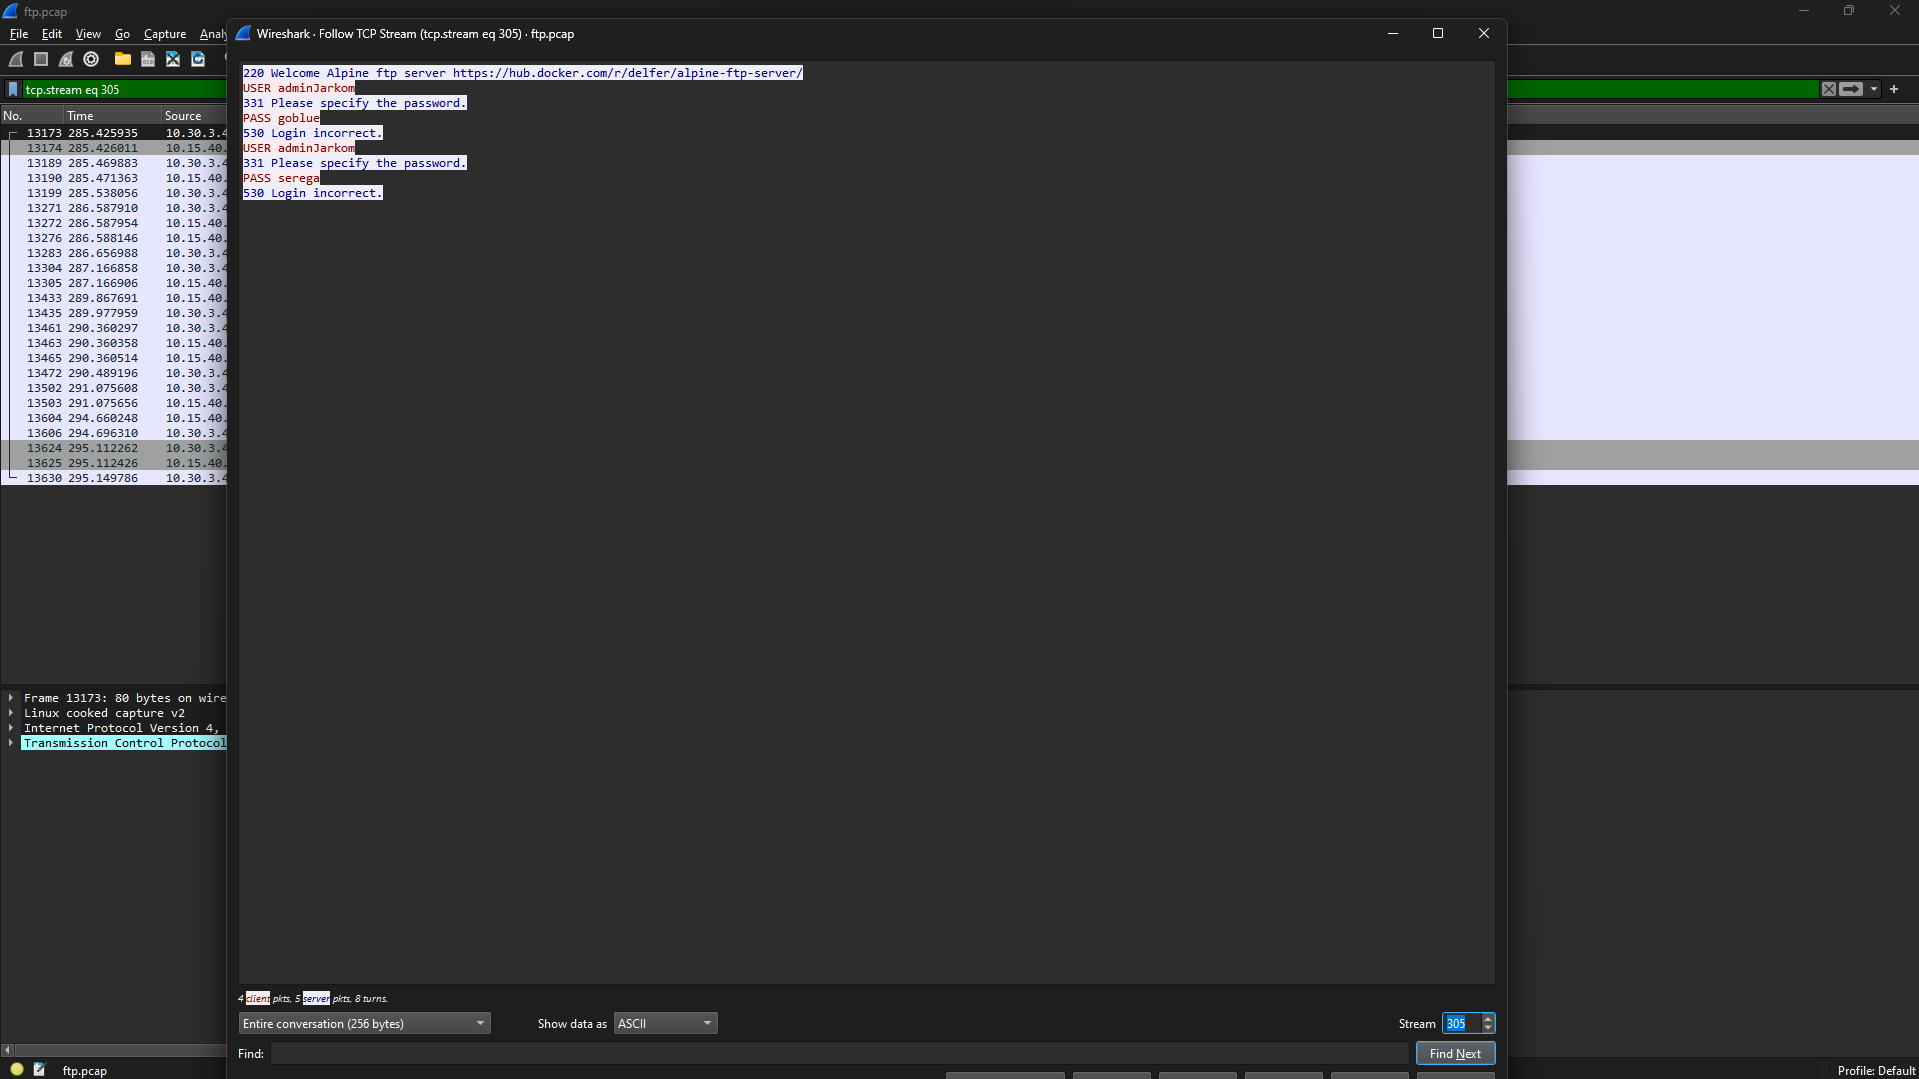 ftp.pcap
File Edit View Go Capture Analy
Wireshark · Follow TCP Stream (tcp.stream eq 305) · ftp.pcap
tcp.stream eq 305
No. Time Source
13173 285.425935 10.30.3.4
13174 285.426011 10.15.40.
13189 285.469883 10.30.3.4
13190 285.471363 10.15.40.
13199 285.538056 10.30.3.4
13271 286.587910 10.30.3.4
13272 286.587954 10.15.40.
13276 286.588146 10.15.40.
13283 286.656988 10.30.3.4
13304 287.166858 10.30.3.4
13305 287.166906 10.15.40.
13433 289.867691 10.15.40.
13435 289.977959 10.30.3.4
13461 290.360297 10.30.3.4
13463 290.360358 10.15.40.
13465 290.360514 10.15.40.
13472 290.489196 10.30.3.4
13502 291.075608 10.30.3.4
13503 291.075656 10.15.40.
13604 294.660248 10.15.40.
13606 294.696310 10.30.3.4
13624 295.112262 10.30.3.4
13625 295.112426 10.15.40.
13630 295.149786 10.30.3.4
220 Welcome Alpine ftp server https://hub.docker.com/r/delfer/alpine-ftp-server/
USER adminJarkom
331 Please specify the password.
PASS goblue
530 Login incorrect.
USER adminJarkom
331 Please specify the password.
PASS serega
530 Login incorrect.
Frame 13173: 80 bytes on wire
Linux cooked capture v2
Internet Protocol Version 4,
Transmission Control Protocol
4 client pkts, 5 server pkts, 8 turns.
Entire conversation (256 bytes) Show data as ASCII Stream 305
Find: Find Next
ftp.pcap Profile: Default